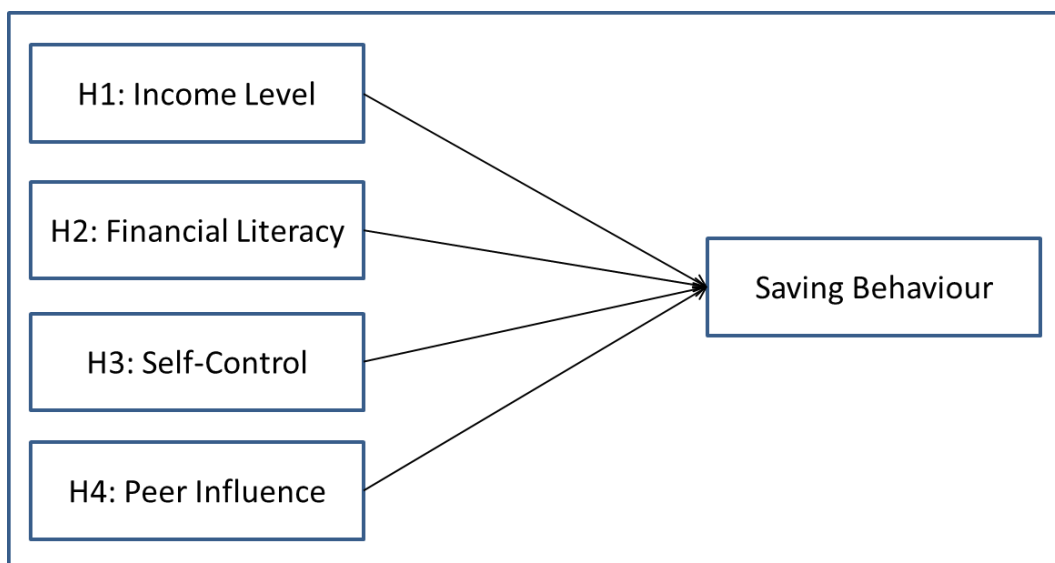 H1: Income Level
H2: Financial Literacy
H3: Self-Control
H4: Peer Influence
Saving Behaviour